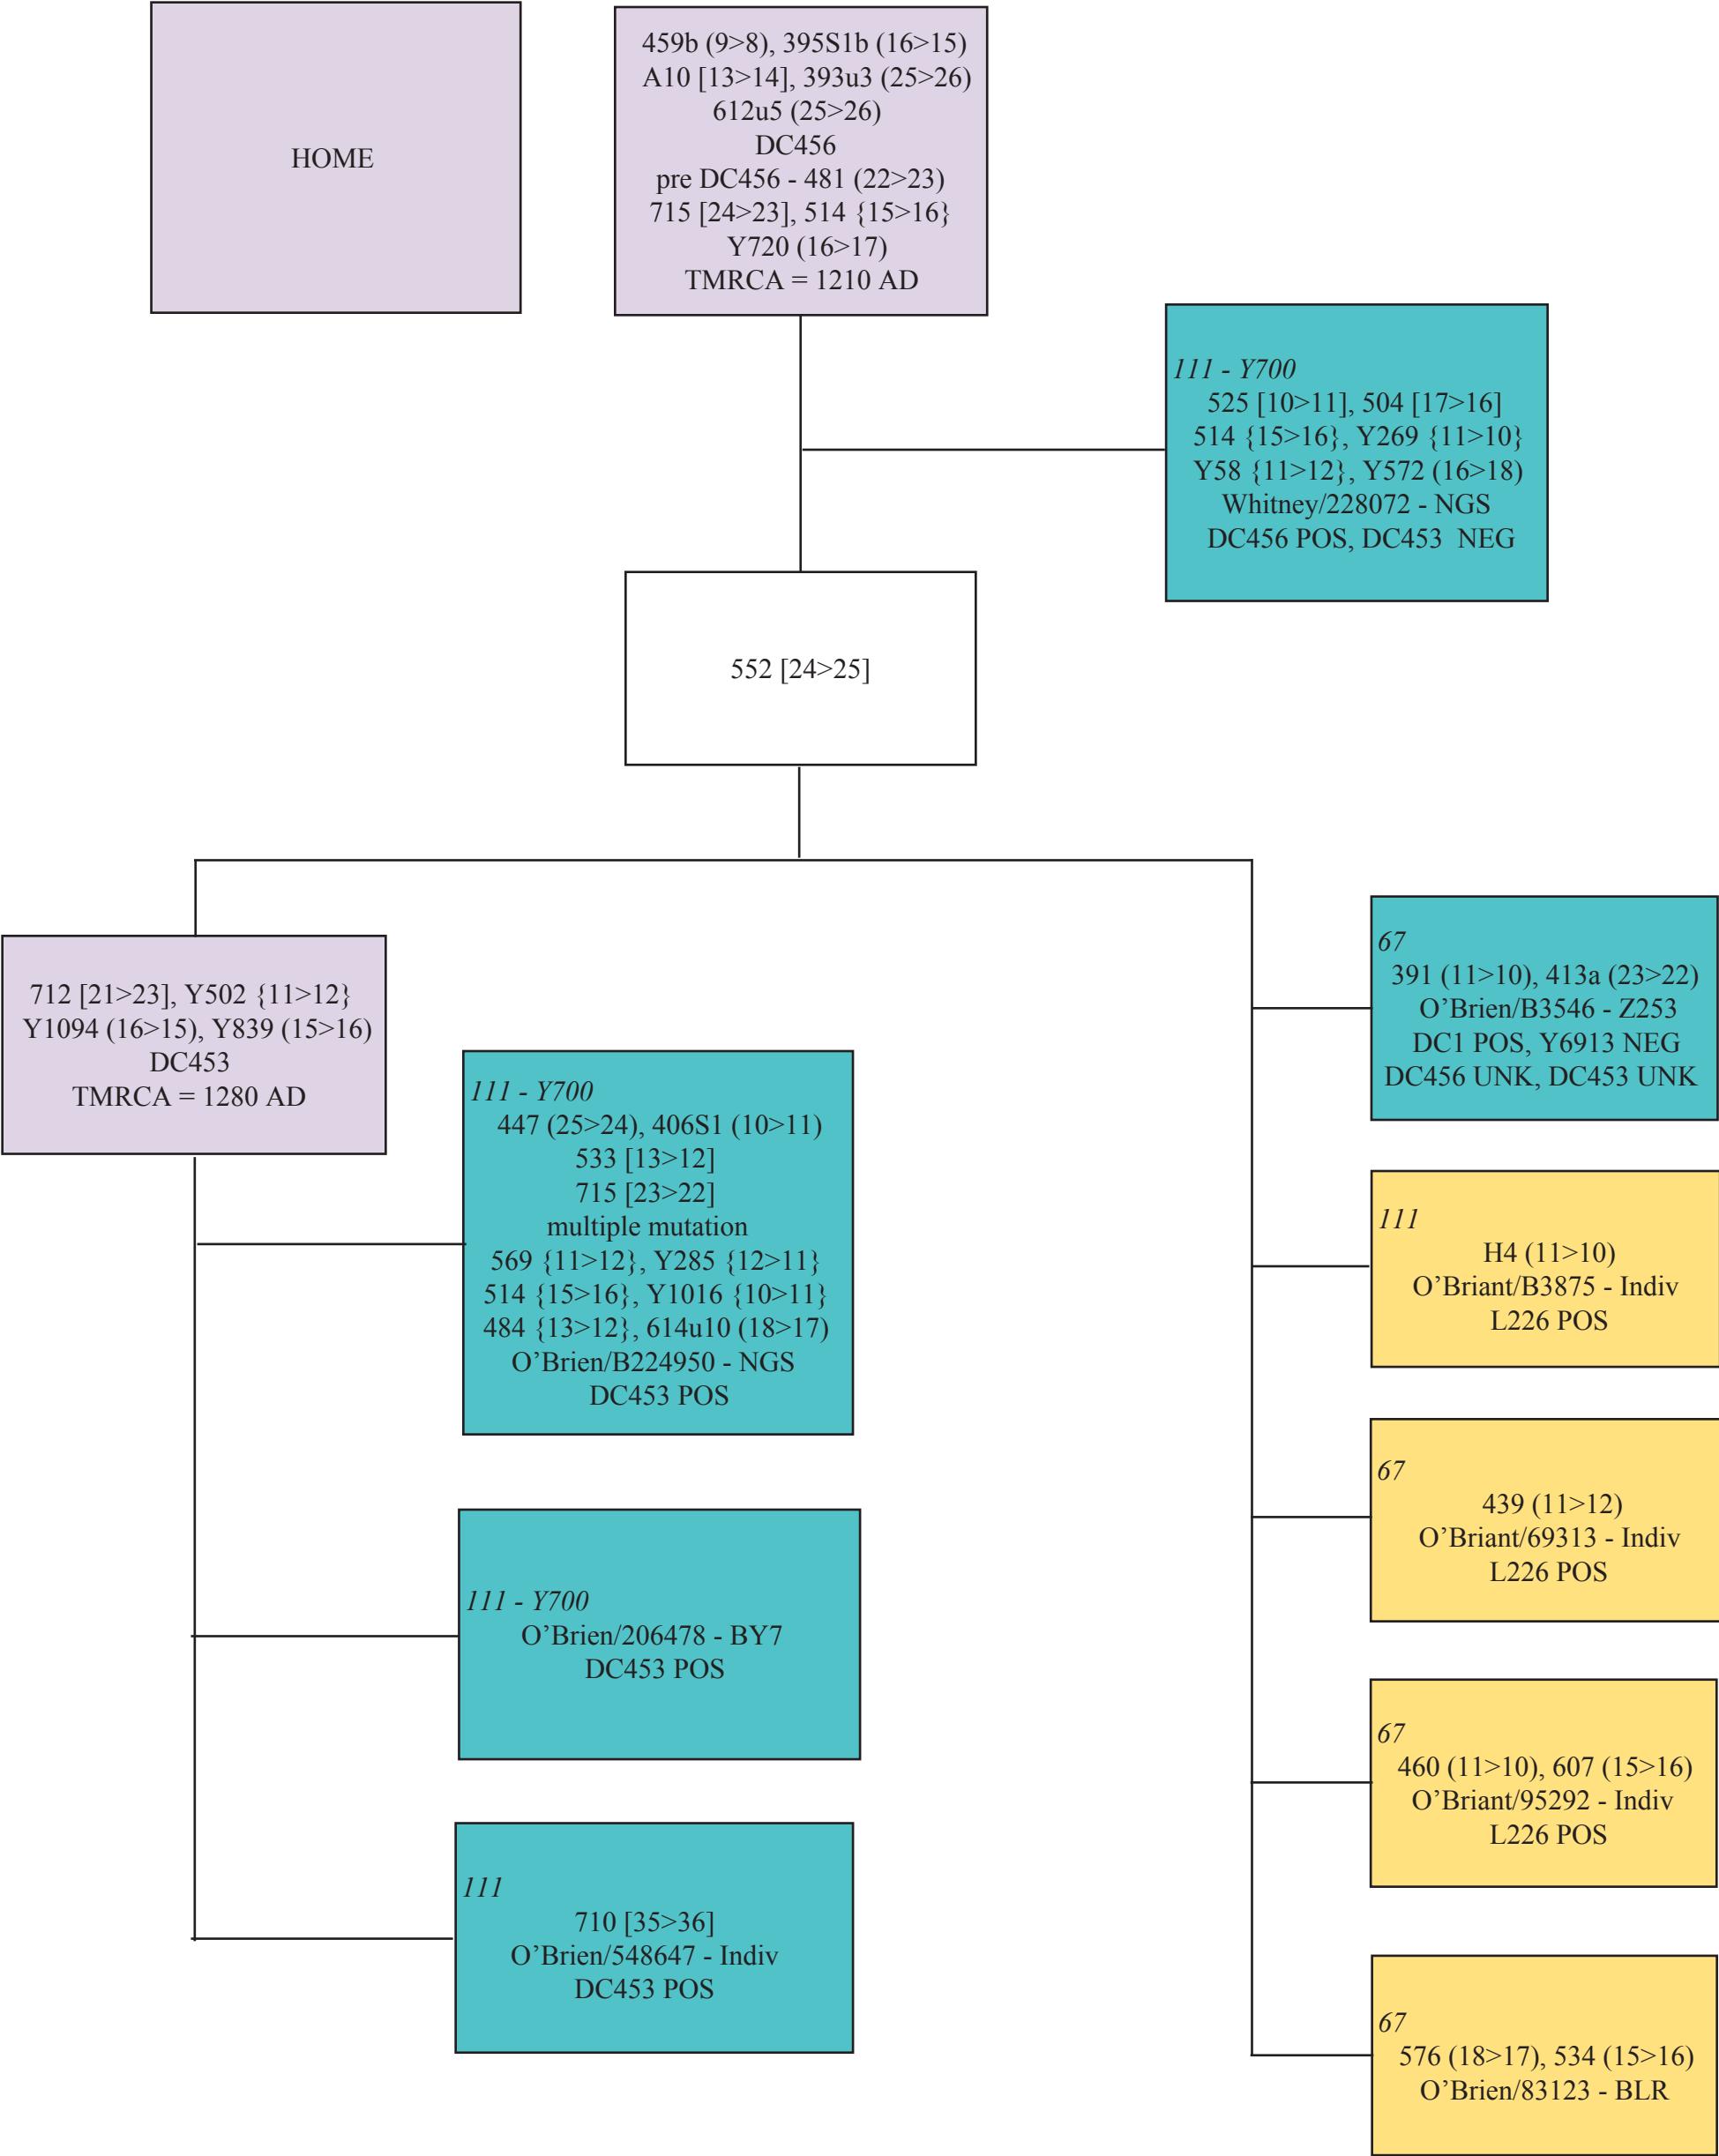 HOME
459b (9>8), 395S1b (16>15)
A10 [13>14], 393u3 (25>26)
612u5 (25>26)
DC456
pre DC456 - 481 (22>23)
715 [24>23], 514 {15>16}
Y720 (16>17)
TMRCA = 1210 AD
111 - Y700
525 [10>11], 504 [17>16]
514 {15>16}, Y269 {11>10}
Y58 {11>12}, Y572 (16>18)
Whitney/228072 - NGS
DC456 POS, DC453  NEG
552 [24>25]
712 [21>23], Y502 {11>12}
Y1094 (16>15), Y839 (15>16)
DC453
TMRCA = 1280 AD
111 - Y700
447 (25>24), 406S1 (10>11)
533 [13>12]
715 [23>22]
multiple mutation
569 {11>12}, Y285 {12>11}
514 {15>16}, Y1016 {10>11}
484 {13>12}, 614u10 (18>17)
O’Brien/B224950 - NGS
DC453 POS
111 - Y700
O’Brien/206478 - BY7
DC453 POS
111
710 [35>36]
O’Brien/548647 - Indiv
DC453 POS
67
391 (11>10), 413a (23>22)
O’Brien/B3546 - Z253
DC1 POS, Y6913 NEG
DC456 UNK, DC453 UNK
111
H4 (11>10)
O’Briant/B3875 - Indiv
L226 POS
67
439 (11>12)
O’Briant/69313 - Indiv
L226 POS
67
460 (11>10), 607 (15>16)
O’Briant/95292 - Indiv
L226 POS
67
576 (18>17), 534 (15>16)
O’Brien/83123 - BLR